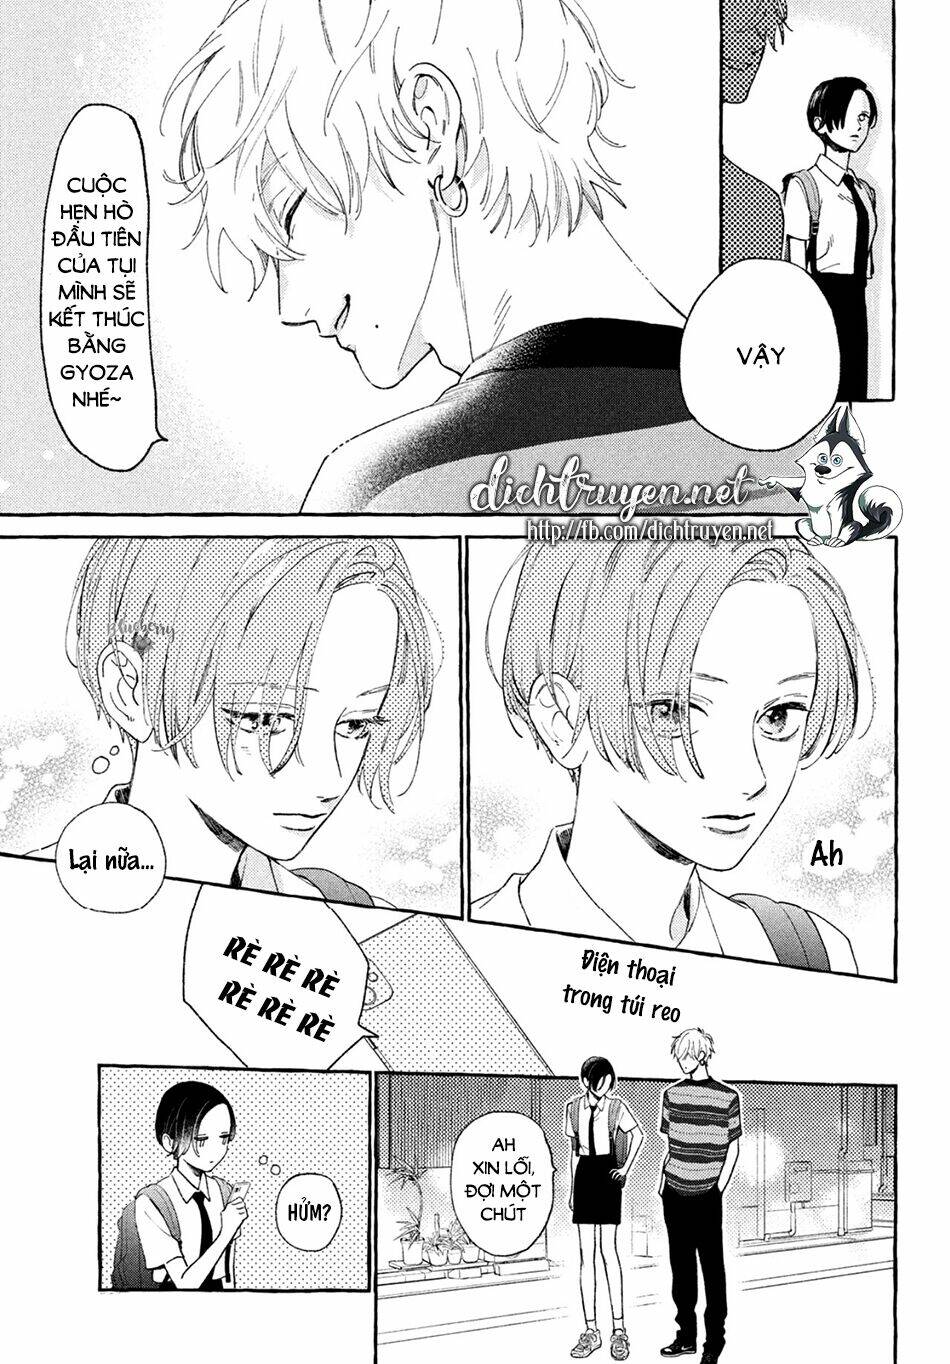 VẬY
CUỘC
HẸN HÒ
ĐẦU TIÊN
CỦA TỤI
MÌNH SẼ
KẾT THÚC
BẰNG
GYOZA
NHÉ~
dichtruyen.net
http://fb.com/dichtruyen.net
Blueberry
Ah
Lại nữa...
RÈ RÈ RÈ
RÈ RÈ RÈ
Điện thoại
trong túi reo
AH
XIN LỖI,
ĐỢI MỘT
CHÚT
HỬM?